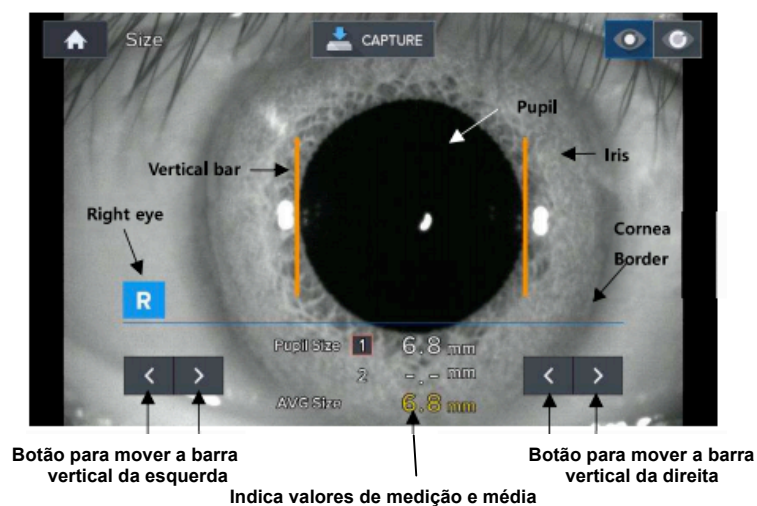 Size
CAPTURE
Pupil
Iris
Vertical bar
Right eye
Cornea
Border
R
Pupil Size 1 6.8 mm
2 -.- mm
AVG Size 6.8 mm
Botão para mover a barra
vertical da esquerda
Botão para mover a barra
vertical da direita
Indica valores de medição e média